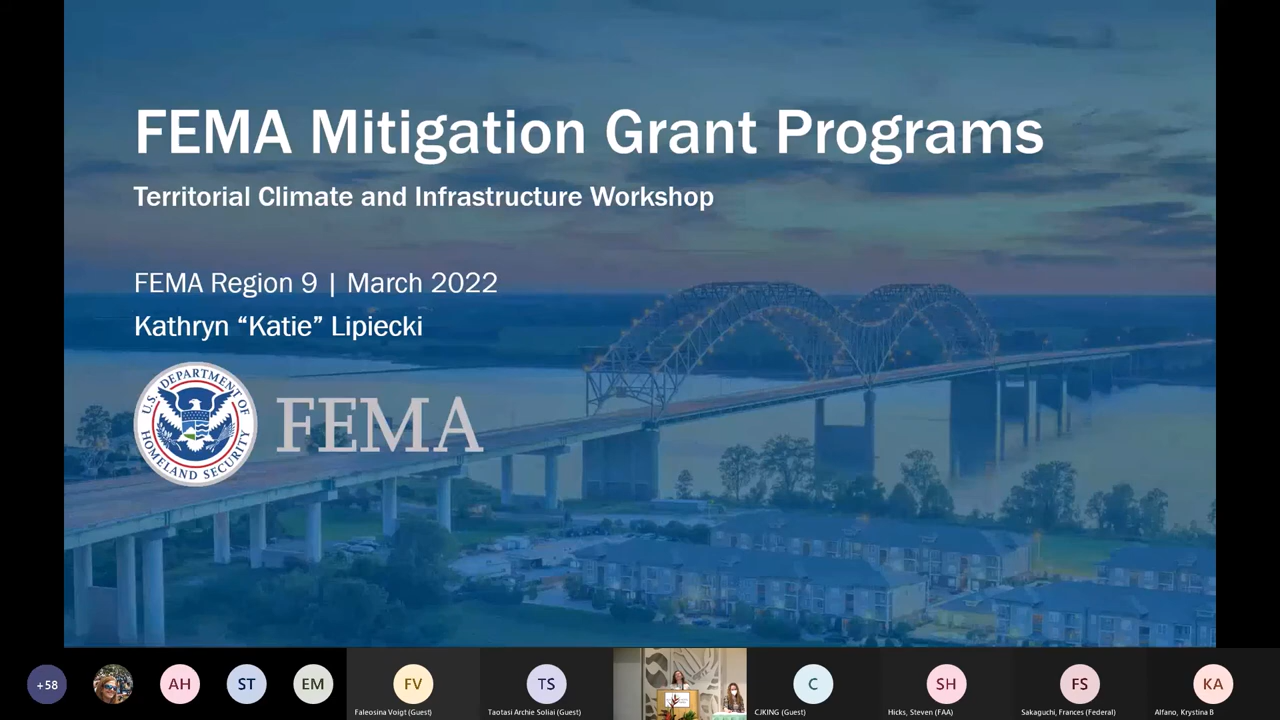 FEMA Mitigation Grant Programs
Territorial Climate and Infrastructure Workshop
FEMA Region 9 | March 2022
Kathryn “Katie” Lipiecki
U.S. DEPARTMENT OF HOMELAND SECURITY
FEMA
+58
AH
ST
EM
FV
Faleosina Voigt (Guest)
TS
Taotasi Archie Soliai (Guest)
C
CJKING (Guest)
SH
Hicks, Steven (FAA)
FS
Sakaguchi, Frances (Federal)
KA
Alfano, Krystina B